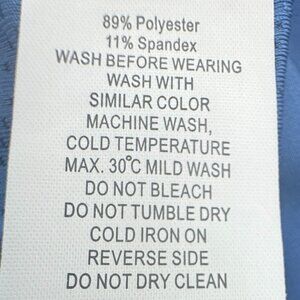 89% Polyester
11% Spandex
WASH BEFORE WEARING
WASH WITH
SIMILAR COLOR
MACHINE WASH,
COLD TEMPERATURE
MAX. 30°C MILD WASH
DO NOT BLEACH
DO NOT TUMBLE DRY
COLD IRON ON
REVERSE SIDE
DO NOT DRY CLEAN